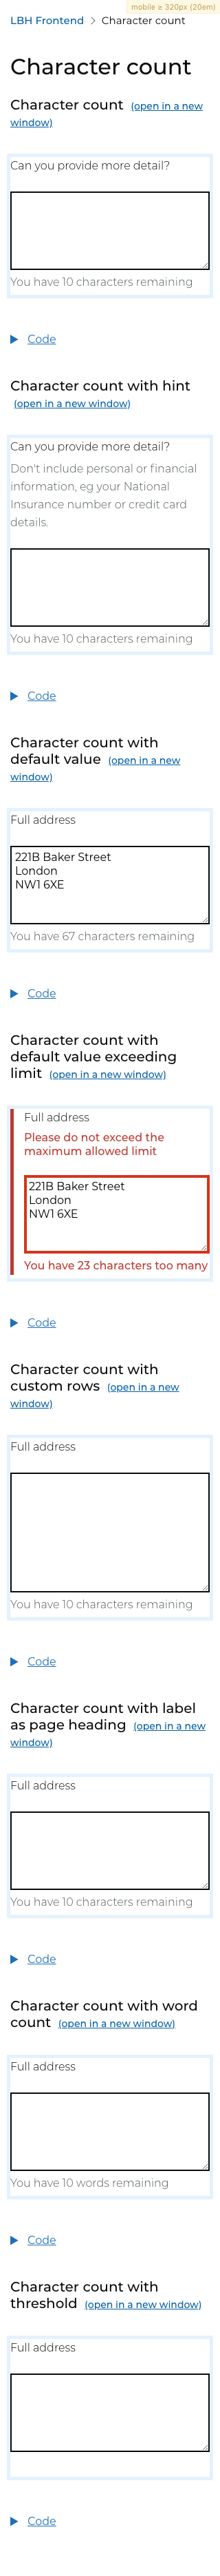 mobile ≥ 320px (20em)
LBH Frontend > Character count
Character count
Character count (open in a new
window)
Can you provide more detail?
You have 10 characters remaining
Code
Character count with hint
(open in a new window)
Can you provide more detail?
Don't include personal or financial
information, eg your National
Insurance number or credit card
details.
You have 10 characters remaining
Code
Character count with
default value (open in a new
window)
Full address
221B Baker Street
London
NW1 6XE
You have 67 characters remaining
Code
Character count with
default value exceeding
limit (open in a new window)
Full address
Please do not exceed the
maximum allowed limit
221B Baker Street
London
NW1 6XE
You have 23 characters too many
Code
Character count with
custom rows (open in a new
window)
Full address
You have 10 characters remaining
Code
Character count with label
as page heading (open in a new
window)
Full address
You have 10 characters remaining
Code
Character count with word
count (open in a new window)
Full address
You have 10 words remaining
Code
Character count with
threshold (open in a new window)
Full address
Code